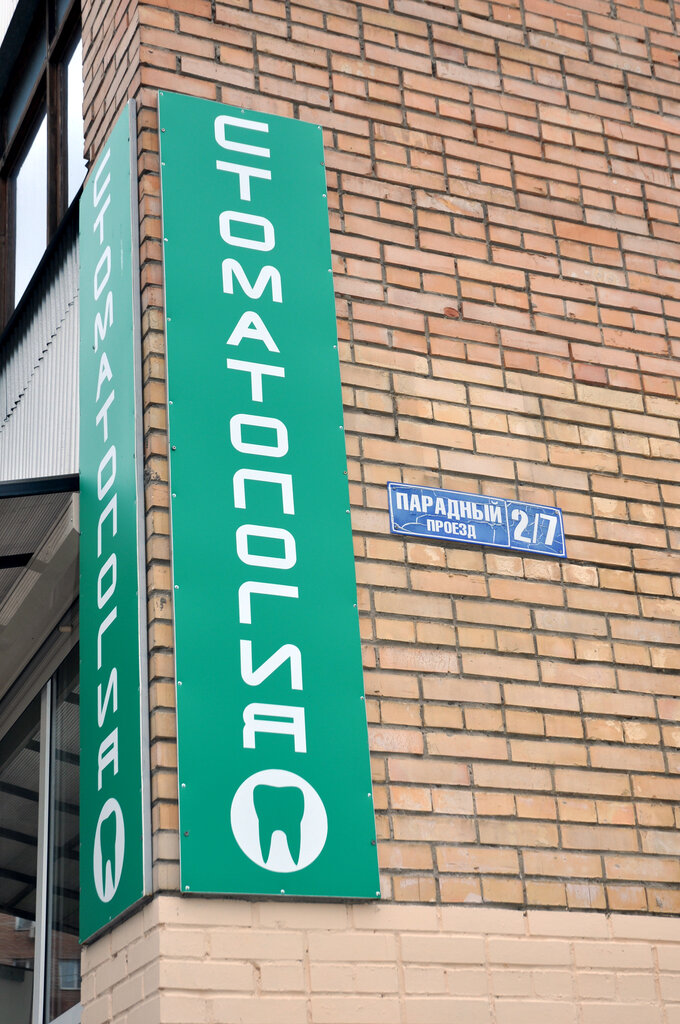 СТОМАТОЛОГИЯ
СТОМАТОЛОГИЯ
ПАРАДНЫЙ
ПРОЕЗД
2/7